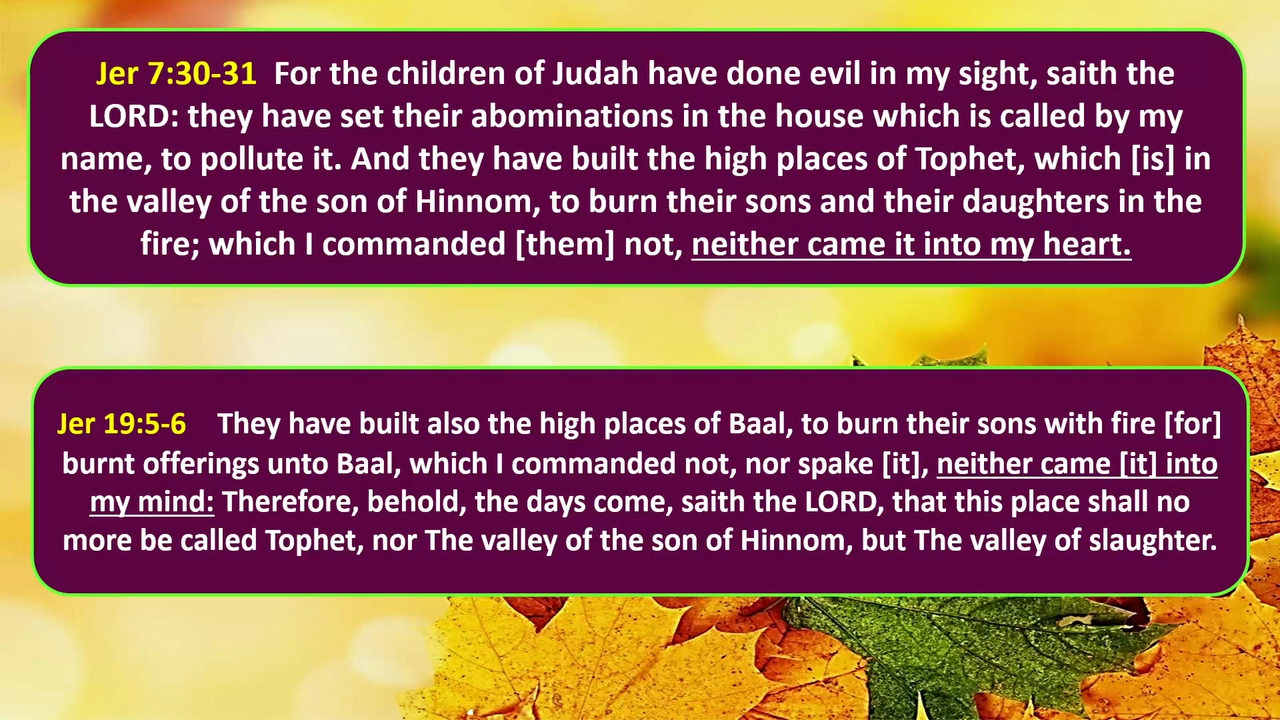 Jer 7:30-31 For the children of Judah have done evil in my sight, saith the
LORD: they have set their abominations in the house which is called by my
name, to pollute it. And they have built the high places of Tophet, which [is] in
the valley of the son of Hinnom, to burn their sons and their daughters in the
fire; which I commanded [them] not, neither came it into my heart.
Jer 19:5-6 They have built also the high places of Baal, to burn their sons with fire [for]
burnt offerings unto Baal, which I commanded not, nor spake [it], neither came [it] into
my mind: Therefore, behold, the days come, saith the LORD, that this place shall no
more be called Tophet, nor The valley of the son of Hinnom, but The valley of slaughter.